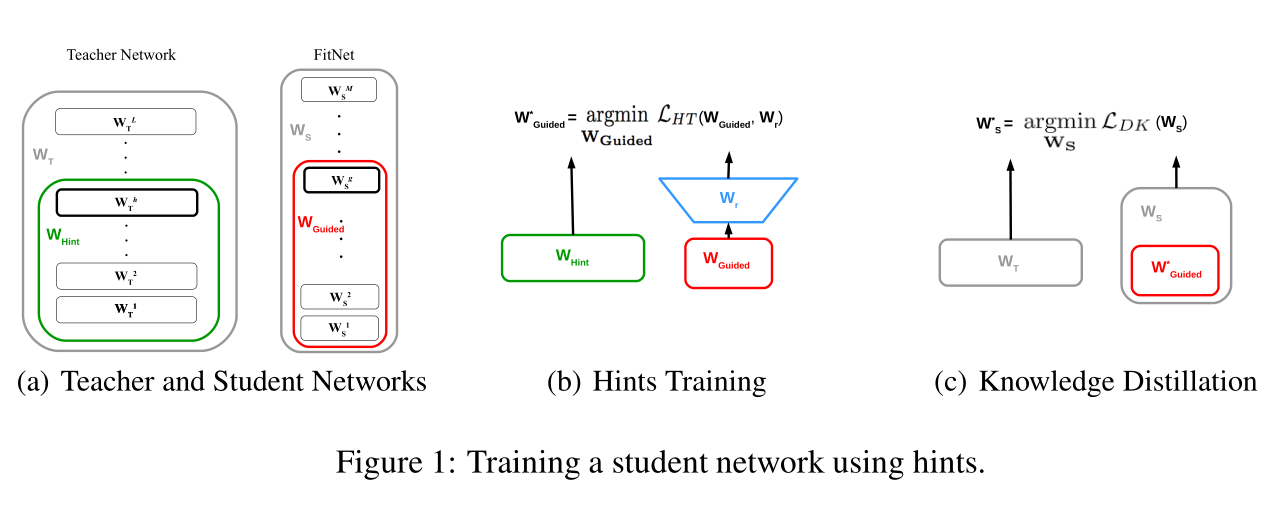 Teacher Network
W_T^L
W_T
W_T^h
W_Hint
W_T^2
W_T^1
FitNet
W_S^M
W_S
W_S^g
W_Guided
W_S^2
W_S^1
(a) Teacher and Student Networks
W*_Guided = argmin L_HT(W_Guided, W_r)
W_Guided
W_r
W_Hint
W_Guided
(b) Hints Training
W*_S = argmin L_DK (W_S)
W_S
W_S
W_T
W*_Guided
(c) Knowledge Distillation
Figure 1: Training a student network using hints.